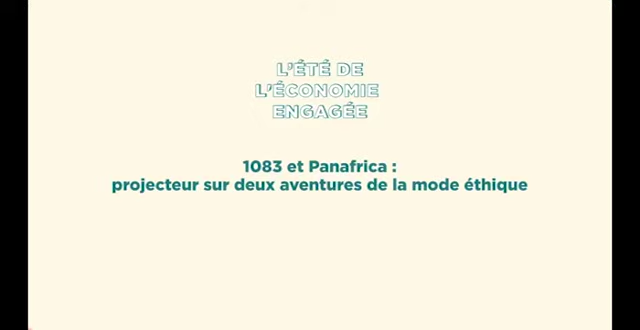 L'ÉTÉ DE
L'ÉCONOMIE
ENGAGÉE
1083 et Panafrica :
projecteur sur deux aventures de la mode éthique